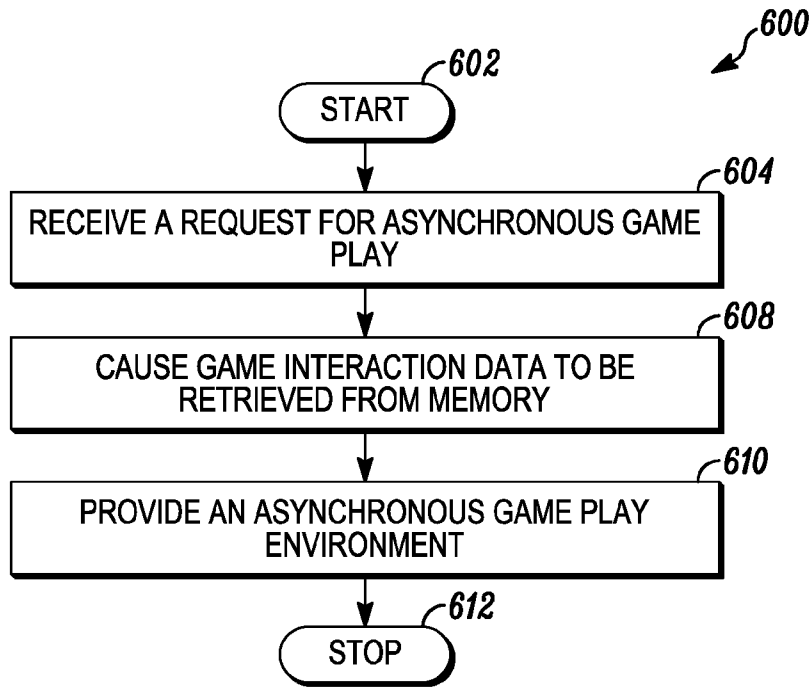 600
602
START
604
RECEIVE A REQUEST FOR ASYNCHRONOUS GAME
PLAY
608
CAUSE GAME INTERACTION DATA TO BE
RETRIEVED FROM MEMORY
610
PROVIDE AN ASYNCHRONOUS GAME PLAY
ENVIRONMENT
612
STOP